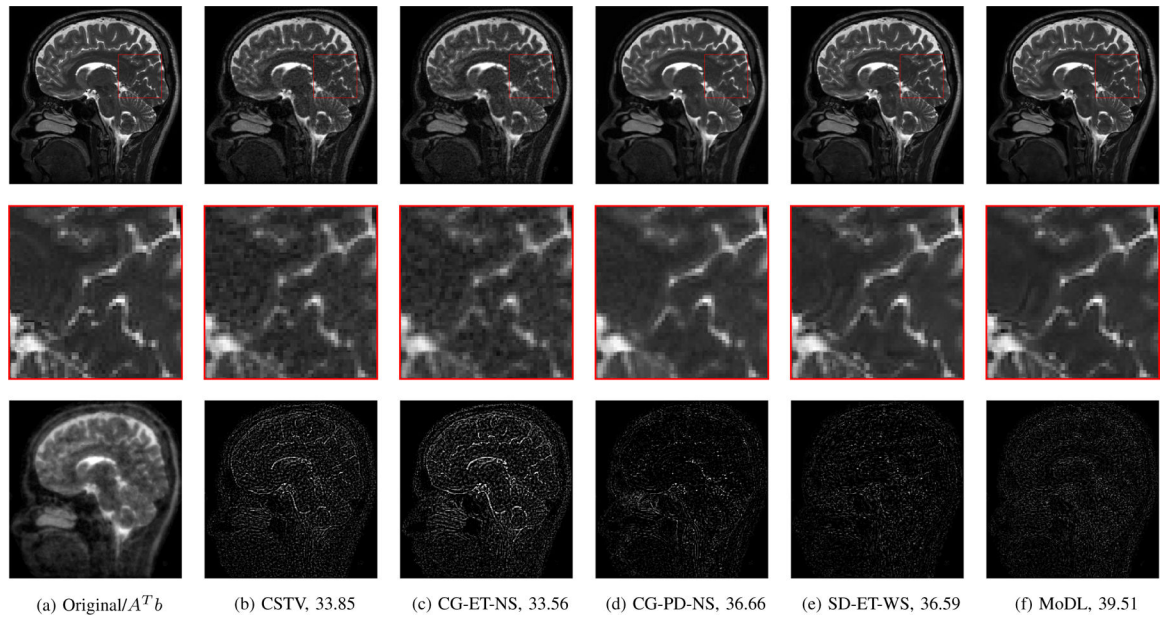 (a) Original/A^T b
(b) CSTV, 33.85
(c) CG-ET-NS, 33.56
(d) CG-PD-NS, 36.66
(e) SD-ET-WS, 36.59
(f) MoDL, 39.51